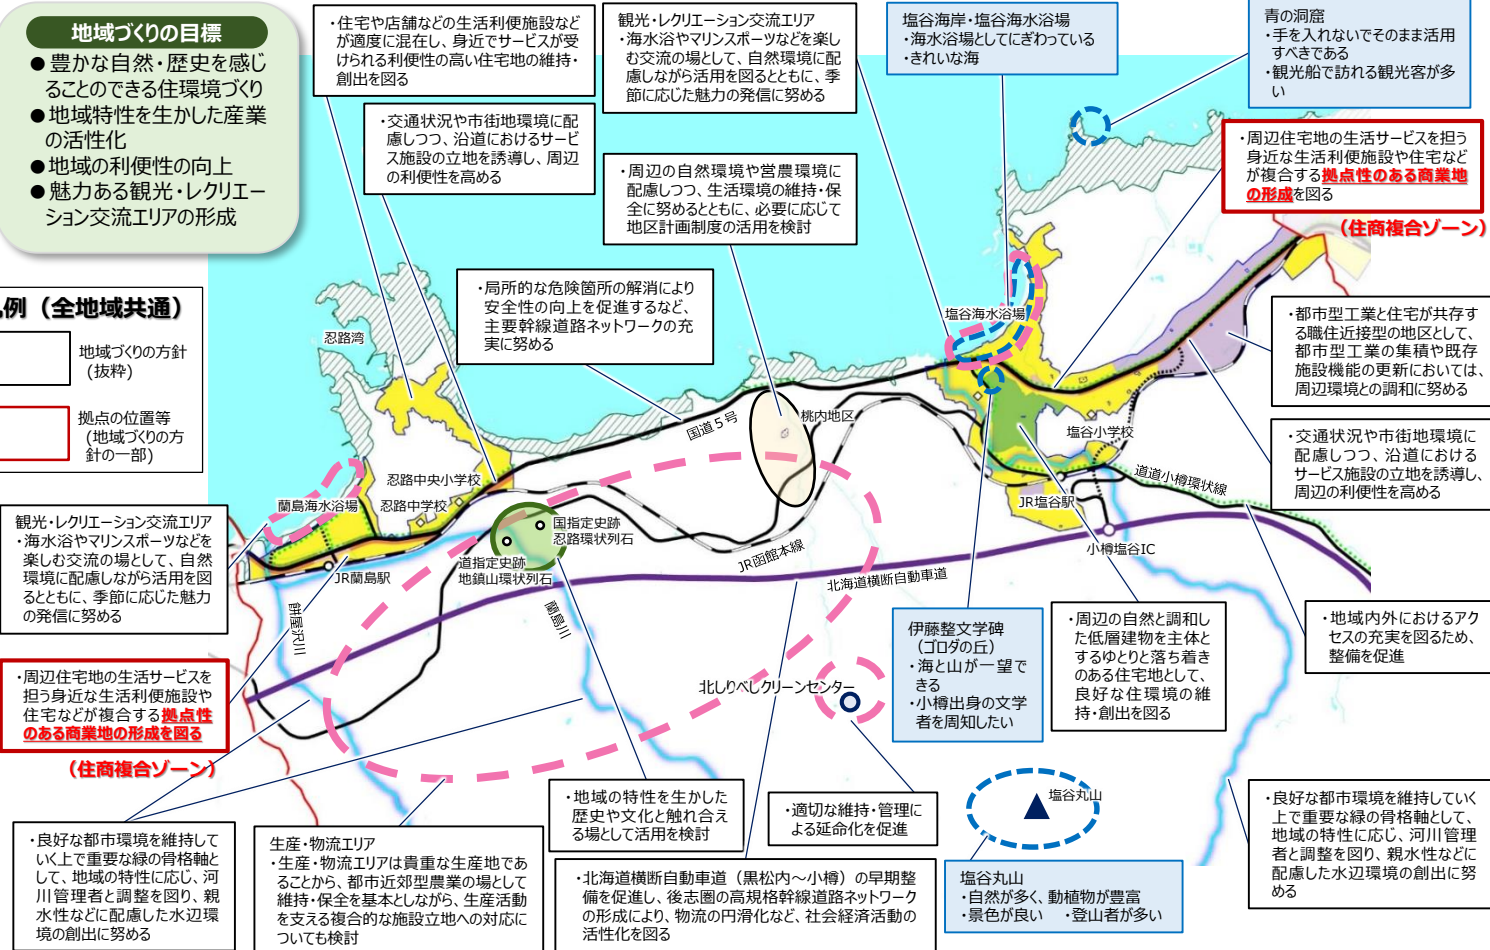 地域づくりの目標
●豊かな自然・歴史を感じ
ることのできる住環境づくり
●地域特性を生かした産業
の活性化
●地域の利便性の向上
●魅力ある観光・レクリエー
ション交流エリアの形成
・住宅や店舗などの生活利便施設など
が適度に混在し、身近でサービスが受
けられる利便性の高い住宅地の維持・
創出を図る
観光・レクリエーション交流エリア
・海水浴やマリンスポーツなどを楽し
む交流の場として、自然環境に配
慮しながら活用を図るとともに、季
節に応じた魅力の発信に努める
塩谷海岸・塩谷海水浴場
・海水浴場としてにぎわっている
・きれいな海
青の洞窟
・手を入れないでそのまま活用
すべきである
・観光船で訪れる観光客が多
い
・交通状況や市街地環境に配
慮しつつ、沿道におけるサービ
ス施設の立地を誘導し、周辺
の利便性を高める
・周辺の自然環境や営農環境に
配慮しつつ、生活環境の維持・保
全に努めるとともに、必要に応じて
地区計画制度の活用を検討
・周辺住宅地の生活サービスを担う
身近な生活利便施設や住宅など
が複合する拠点性のある商業地
の形成を図る
（住商複合ゾーン）
・局所的な危険箇所の解消により
安全性の向上を促進するなど、
主要幹線道路ネットワークの充
実に努める
例（全地域共通）
地域づくりの方針
（抜粋）
拠点の位置等
（地域づくりの方
針の一部）
・都市型工業と住宅が共存す
る職住近接型の地区として、
都市型工業の集積や既存
施設機能の更新においては、
周辺環境との調和に努める
・交通状況や市街地環境に
配慮しつつ、沿道における
サービス施設の立地を誘導し、
周辺の利便性を高める
忍路湾
塩谷海水浴場
国道５号
桃内地区
塩谷小学校
道道小樽環状線
JR塩谷駅
小樽塩谷IC
忍路中央小学校
忍路中学校
蘭島海水浴場
国指定史跡
忍路環状列石
道指定史跡
地鎮山環状列石
JR函館本線
北海道横断自動車道
JR蘭島駅
餅屋沢川
蘭島川
観光・レクリエーション交流エリア
・海水浴やマリンスポーツなどを
楽しむ交流の場として、自然
環境に配慮しながら活用を図
るとともに、季節に応じた魅力
の発信に努める
・周辺住宅地の生活サービスを
担う身近な生活利便施設や
住宅などが複合する拠点性
のある商業地の形成を図る
（住商複合ゾーン）
北しりべしクリーンセンター
伊藤整文学碑
（ゴロダの丘）
・海と山が一望で
きる
・小樽出身の文学
者を周知したい
・周辺の自然と調和し
た低層建物を主体と
するゆとりと落ち着き
のある住宅地として、
良好な住環境の維
持・創出を図る
・地域内外におけるアク
セスの充実を図るため、
整備を促進
・良好な都市環境を維持して
いく上で重要な緑の骨格軸と
して、地域の特性に応じ、河
川管理者と調整を図り、親
水性などに配慮した水辺環
境の創出に努める
生産・物流エリア
・生産・物流エリアは貴重な生産地であ
ることから、都市近郊型農業の場として
維持・保全を基本としながら、生産活動
を支える複合的な施設立地への対応に
ついても検討
・地域の特性を生かした
歴史や文化と触れ合え
る場として活用を検討
・適切な維持・管理に
よる延命化を促進
・北海道横断自動車道（黒松内～小樽）の早期整
備を促進し、後志圏の高規格幹線道路ネットワーク
の形成により、物流の円滑化など、社会経済活動の
活性化を図る
塩谷丸山
塩谷丸山
・自然が多く、動植物が豊富
・景色が良い　・登山者が多い
・良好な都市環境を維持していく
上で重要な緑の骨格軸として、
地域の特性に応じ、河川管理
者と調整を図り、親水性などに
配慮した水辺環境の創出に努
める